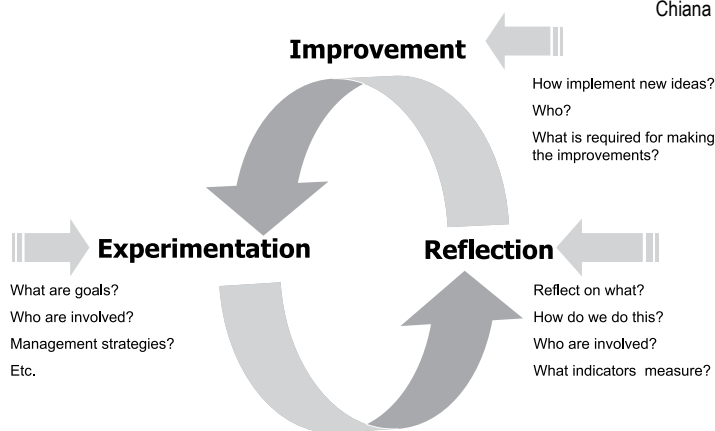 Chiana
Improvement
How implement new ideas?
Who?
What is required for making
the improvements?
Experimentation
What are goals?
Who are involved?
Management strategies?
Etc.
Reflection
Reflect on what?
How do we do this?
Who are involved?
What indicators measure?